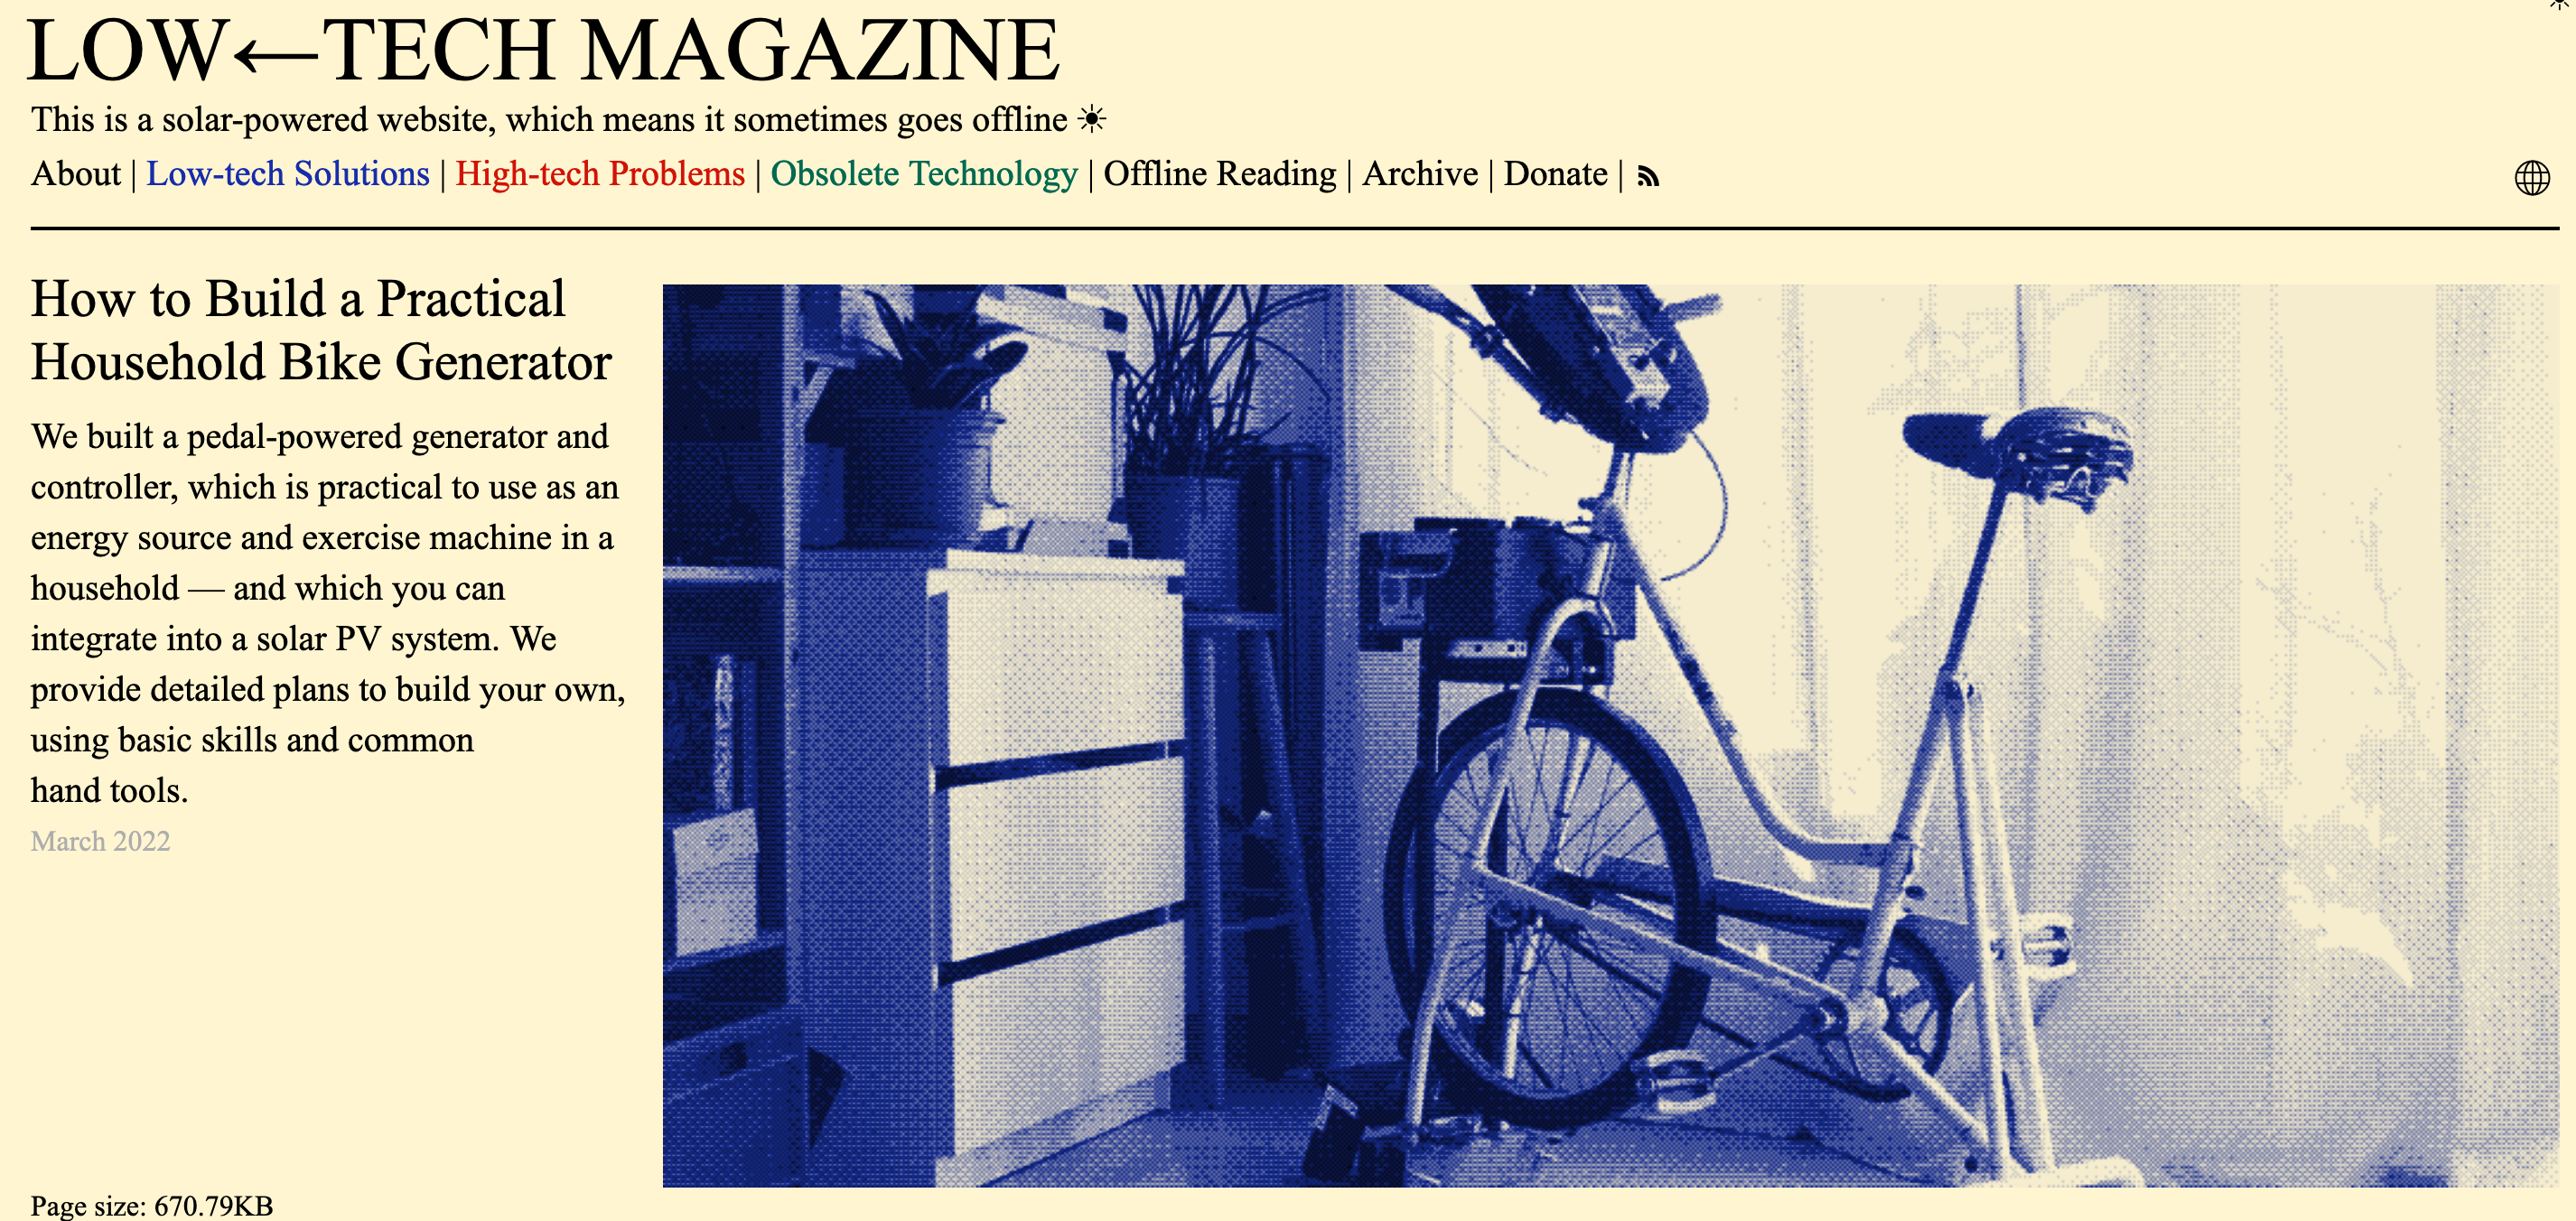 LOW←TECH MAGAZINE
This is a solar-powered website, which means it sometimes goes offline ☀
About | Low-tech Solutions | High-tech Problems | Obsolete Technology | Offline Reading | Archive | Donate |
How to Build a Practical
Household Bike Generator
We built a pedal-powered generator and
controller, which is practical to use as an
energy source and exercise machine in a
household — and which you can
integrate into a solar PV system. We
provide detailed plans to build your own,
using basic skills and common
hand tools.
March 2022
Page size: 670.79KB